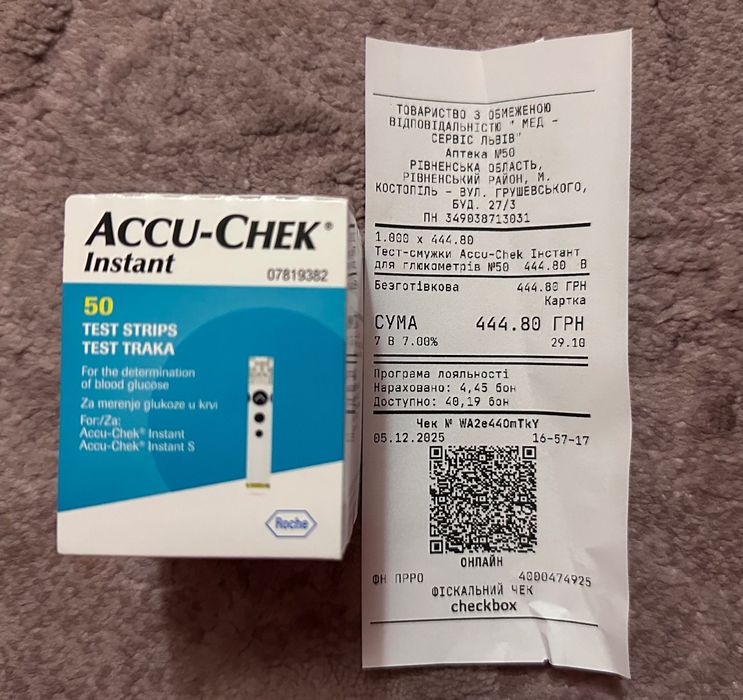 ACCU-CHEK®
Instant
07819382
50
TEST STRIPS
TEST TRAKA
For the determination
of blood glucose
Za merenje glukoze u krvi
For:/Za:
Accu-Chek® Instant
Accu-Chek® Instant S
Roche
ТОВАРИСТВО З ОБМЕЖЕНОЮ
ВІДПОВІДАЛЬНІСТЮ " МЕД -
СЕРВІС ЛЬВІВ"
Аптека №50
РІВНЕНСЬКА ОБЛАСТЬ,
РІВНЕНСЬКИЙ РАЙОН, М.
КОСТОПІЛЬ - ВУЛ. ГРУШЕВСЬКОГО,
БУД. 27/3
ПН 349038713031
1.000 x 444.80
Тест-смужки Accu-Chek Інстант
для глюкометрів №50 444.80 В
Безготівкова 444.80 ГРН
Картка
СУМА 444.80 ГРН
7 В 7.00% 29.10
Програма лояльності
Нараховано: 4,45 бон
Доступно: 40,19 бон
Чек № WA2e44OmTkY
05.12.2025 16-57-17
ОНЛАЙН
ФН ПРРО 4000474925
ФІСКАЛЬНИЙ ЧЕК
checkbox